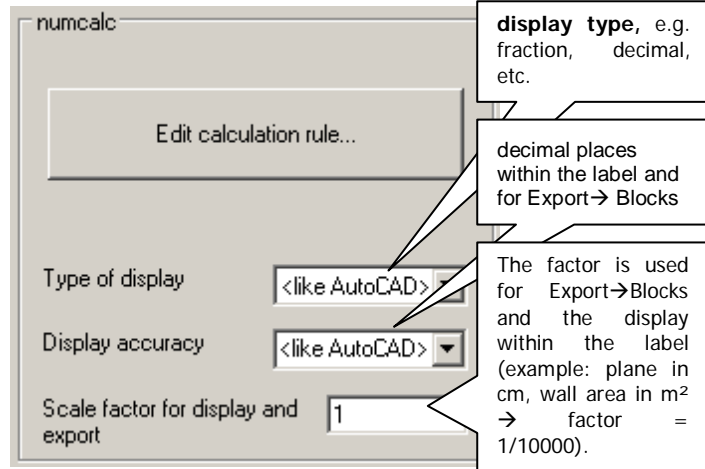 numcalc
Edit calculation rule...
Type of display
<like AutoCAD>
Display accuracy
<like AutoCAD>
Scale factor for display and
export
1
display type, e.g.
fraction, decimal,
etc.
decimal places
within the label and
for Export→ Blocks
The factor is used
for Export→Blocks
and the display
within the label
(example: plane in
cm, wall area in m²
→ factor =
1/10000).